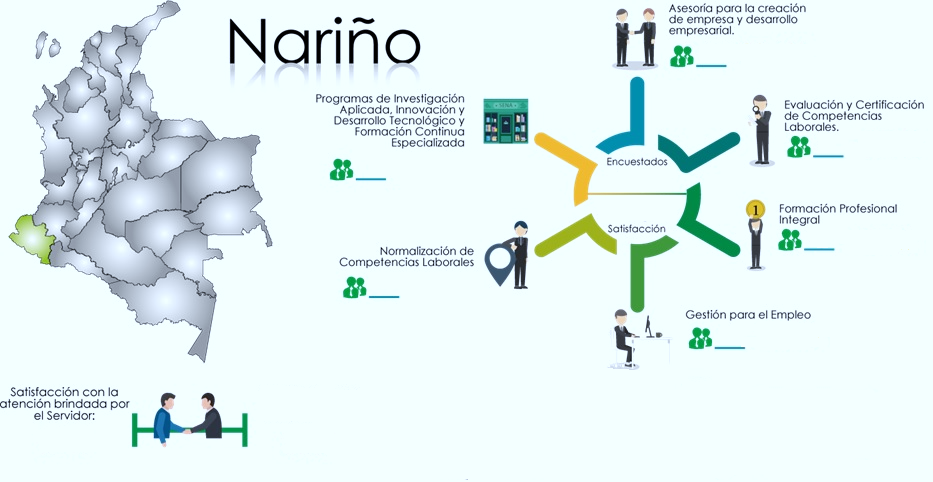 Nariño
Asesoría para la creación
de empresa y desarrollo
empresarial.
Programas de Investigación
Aplicada, Innovación y
Desarrollo Tecnológico y
Formación Continua
Especializada
SENA
Evaluación y Certificación
de Competencias
Laborales.
Encuestados
Formación Profesional
Integral
1
Satisfacción
Normalización de
Competencias Laborales
Gestión para el Empleo
Satisfacción con la
atención brindada por
el Servidor: